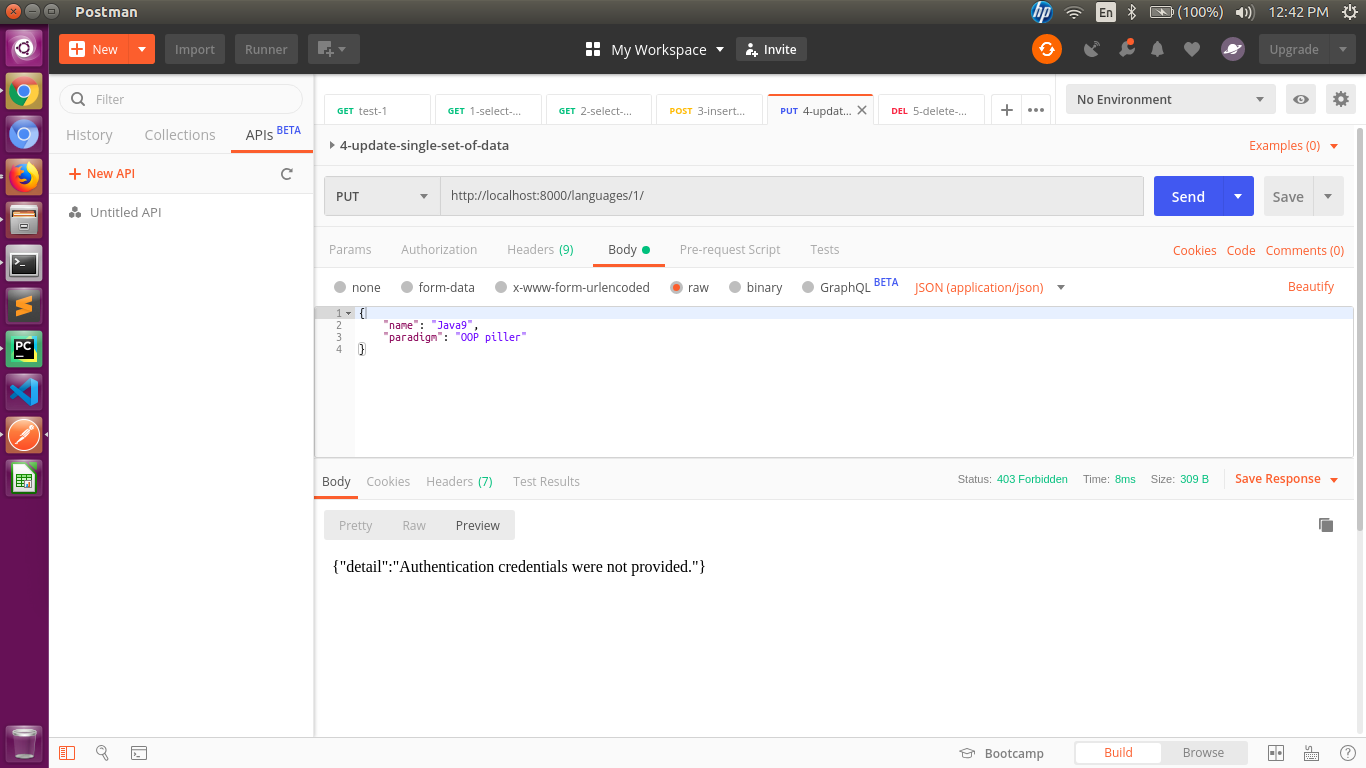 Postman
hp
En
(100%)
12:42 PM
New
Import
Runner
My Workspace
Invite
Upgrade
Filter
History
Collections
APIs BETA
New API
Untitled API
GET test-1
GET 1-select-...
GET 2-select-...
POST 3-insert...
PUT 4-updat...
DEL 5-delete-...
No Environment
4-update-single-set-of-data
Examples (0)
PUT
http://localhost:8000/languages/1/
Send
Save
Params
Authorization
Headers (9)
Body
Pre-request Script
Tests
Cookies
Code
Comments (0)
none
form-data
x-www-form-urlencoded
raw
binary
GraphQL BETA
JSON (application/json)
Beautify
1 {
2 "name": "Java9",
3 "paradigm": "OOP piller"
4 }
Body
Cookies
Headers (7)
Test Results
Status: 403 Forbidden
Time: 8ms
Size: 309 B
Save Response
Pretty
Raw
Preview
{"detail":"Authentication credentials were not provided."}
PC
Bootcamp
Build
Browse